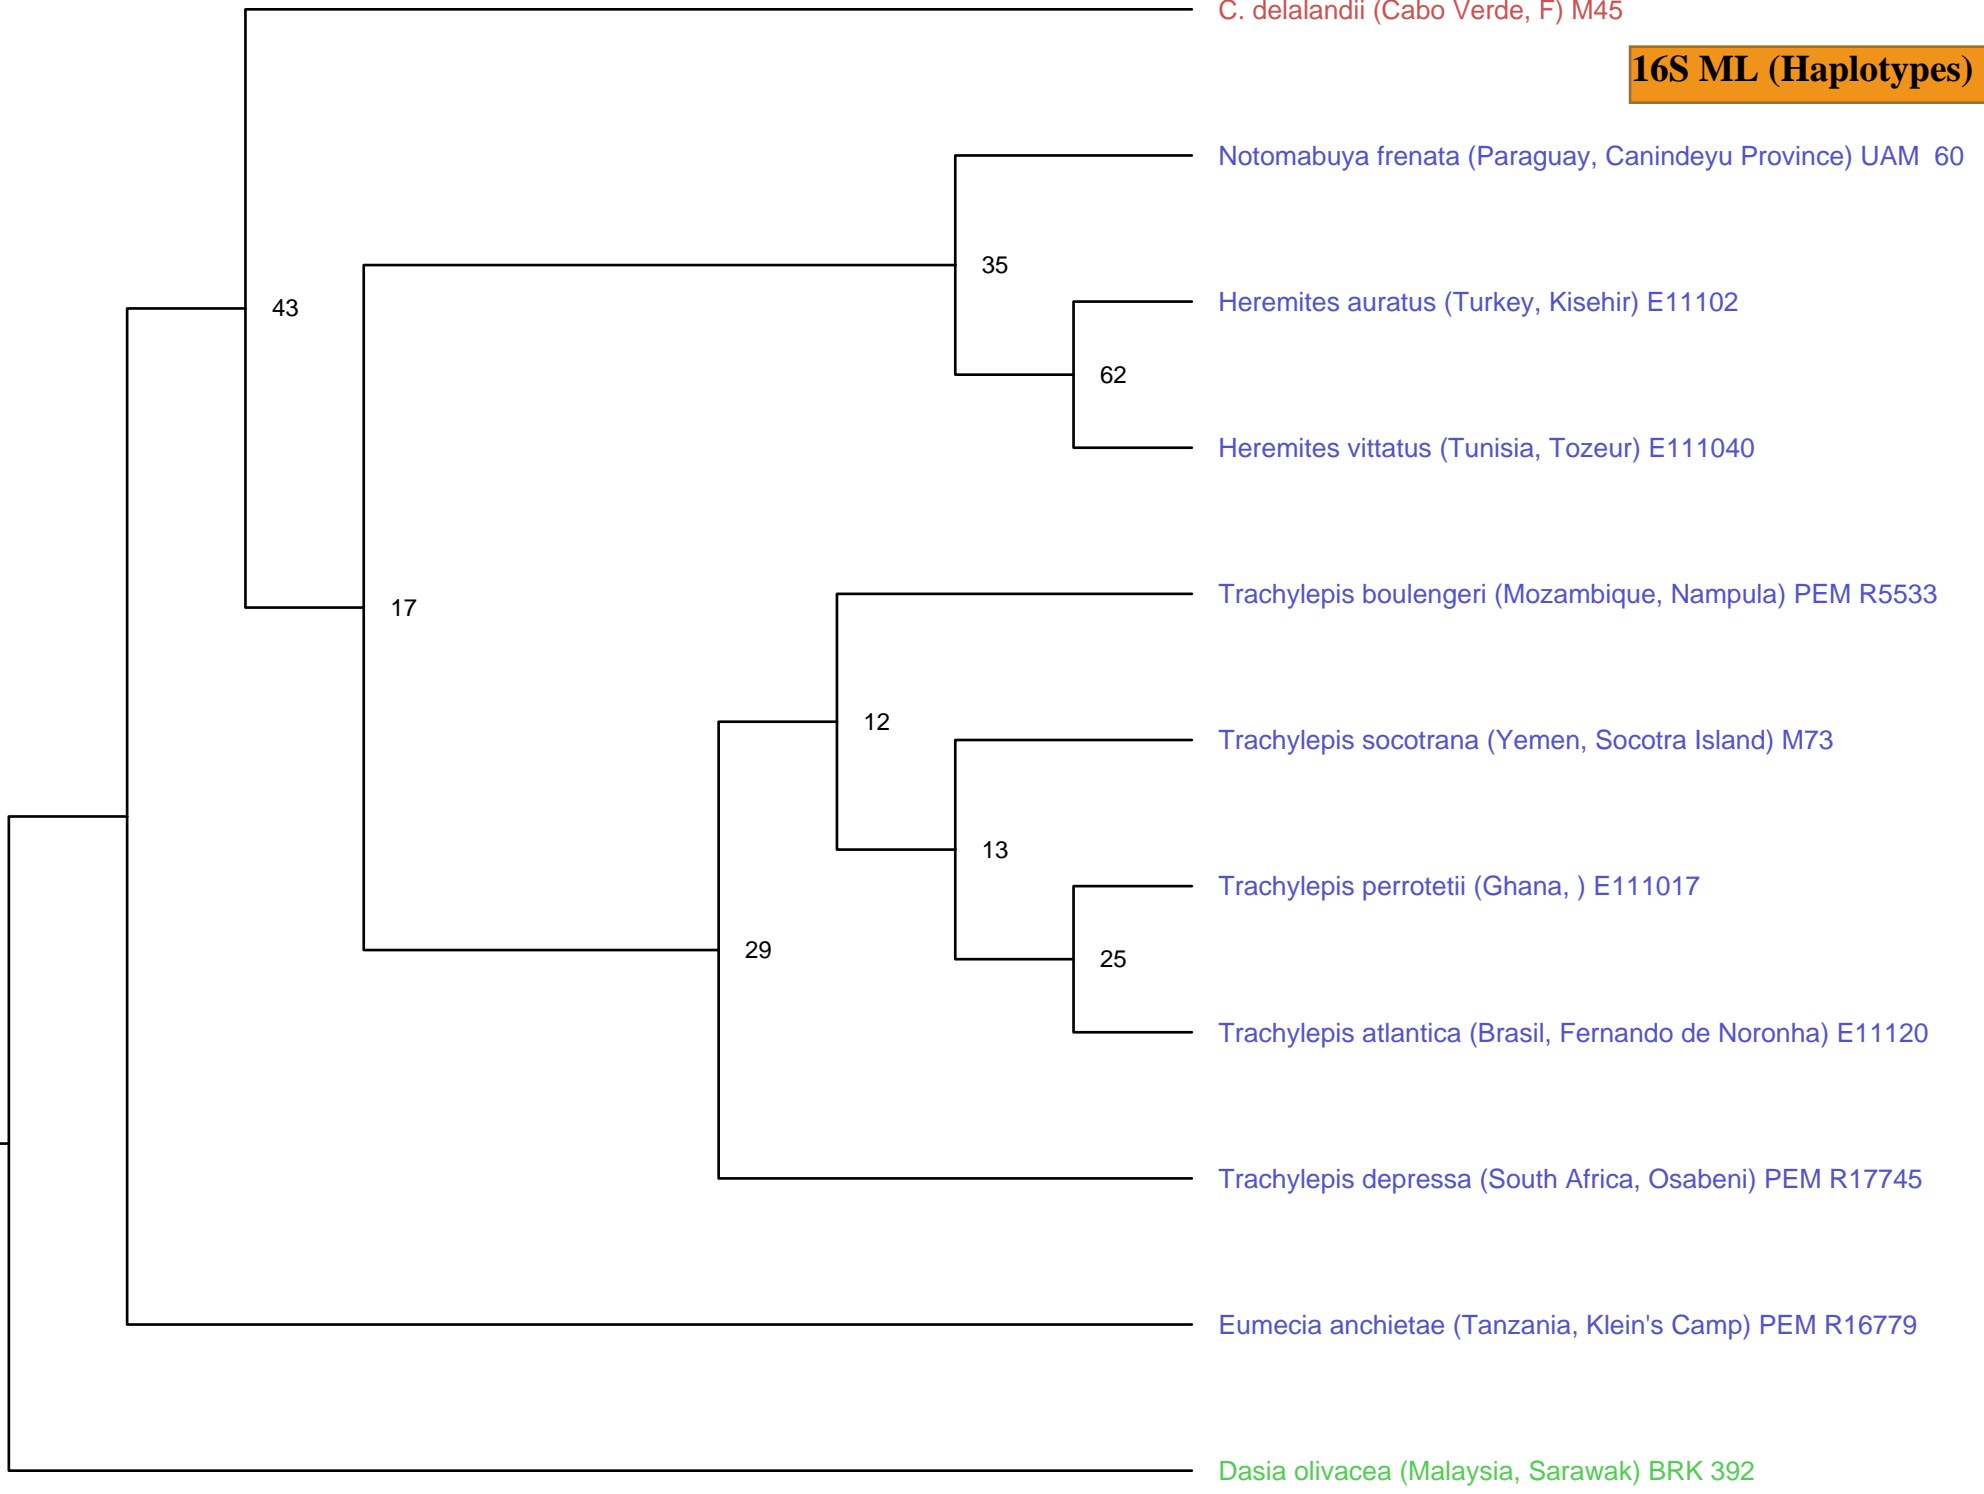 C. delalandii (Cabo Verde, F) M45
16S ML (Haplotypes)
Notomabuya frenata (Paraguay, Canindeyu Province) UAM  60
35
Heremites auratus (Turkey, Kisehir) E11102
43
62
Heremites vittatus (Tunisia, Tozeur) E111040
Trachylepis boulengeri (Mozambique, Nampula) PEM R5533
17
12
Trachylepis socotrana (Yemen, Socotra Island) M73
13
Trachylepis perrotetii (Ghana, ) E111017
29
25
Trachylepis atlantica (Brasil, Fernando de Noronha) E11120
Trachylepis depressa (South Africa, Osabeni) PEM R17745
Eumecia anchietae (Tanzania, Klein's Camp) PEM R16779
Dasia olivacea (Malaysia, Sarawak) BRK 392